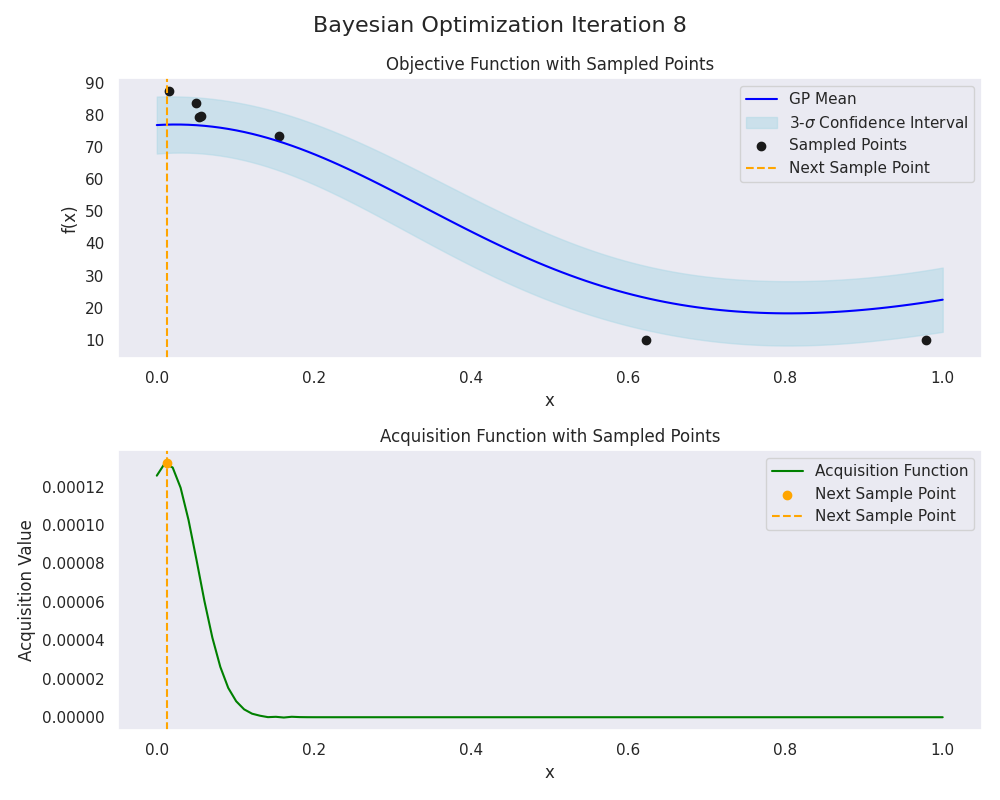 Bayesian Optimization Iteration 8
Objective Function with Sampled Points
90
80
70
60
50
40
30
20
10
f(x)
GP Mean
3-σ Confidence Interval
Sampled Points
Next Sample Point
0.0 0.2 0.4 0.6 0.8 1.0
x
Acquisition Function with Sampled Points
0.00012
0.00010
0.00008
0.00006
0.00004
0.00002
0.00000
Acquisition Value
Acquisition Function
Next Sample Point
Next Sample Point
0.0 0.2 0.4 0.6 0.8 1.0
x